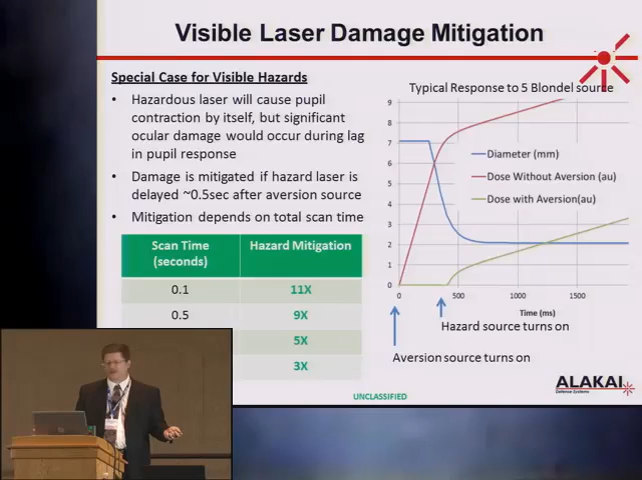 Visible Laser Damage Mitigation
Special Case for Visible Hazards
• Hazardous laser will cause pupil
contraction by itself, but significant
ocular damage would occur during lag
in pupil response
• Damage is mitigated if hazard laser is
delayed ~0.5sec after aversion source
• Mitigation depends on total scan time
Scan Time
(seconds)
Hazard Mitigation
0.1
11X
0.5
9X
5X
3X
Typical Response to 5 Blondel source
9
8
7
6
5
4
3
2
1
0
Diameter (mm)
Dose Without Aversion (au)
Dose with Aversion(au)
0
500
1000
1500
Time (ms)
Hazard source turns on
Aversion source turns on
UNCLASSIFIED
ALAKAI
Defense Systems